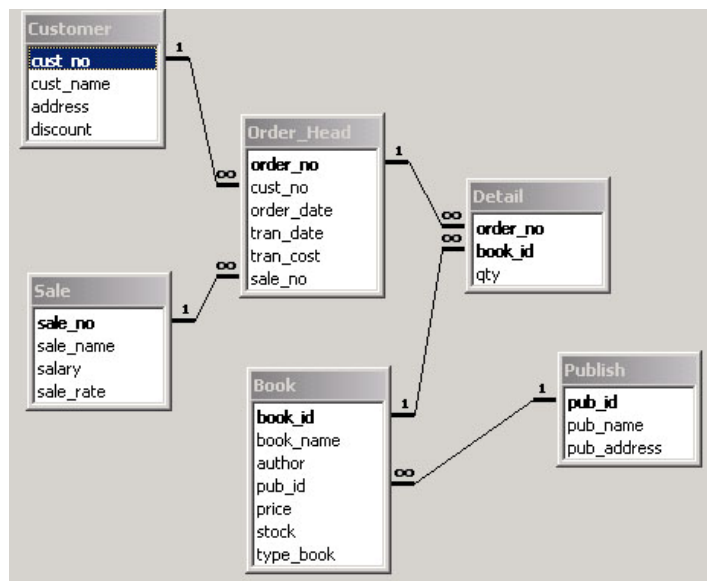 Customer
cust_no
cust_name
address
discount
1
∞
Order_Head
order_no
cust_no
order_date
tran_date
tran_cost
sale_no
1
∞
∞
Detail
order_no
book_id
qty
Sale
sale_no
sale_name
salary
sale_rate
1
∞
Book
book_id
book_name
author
pub_id
price
stock
type_book
1
∞
1
Publish
pub_id
pub_name
pub_address